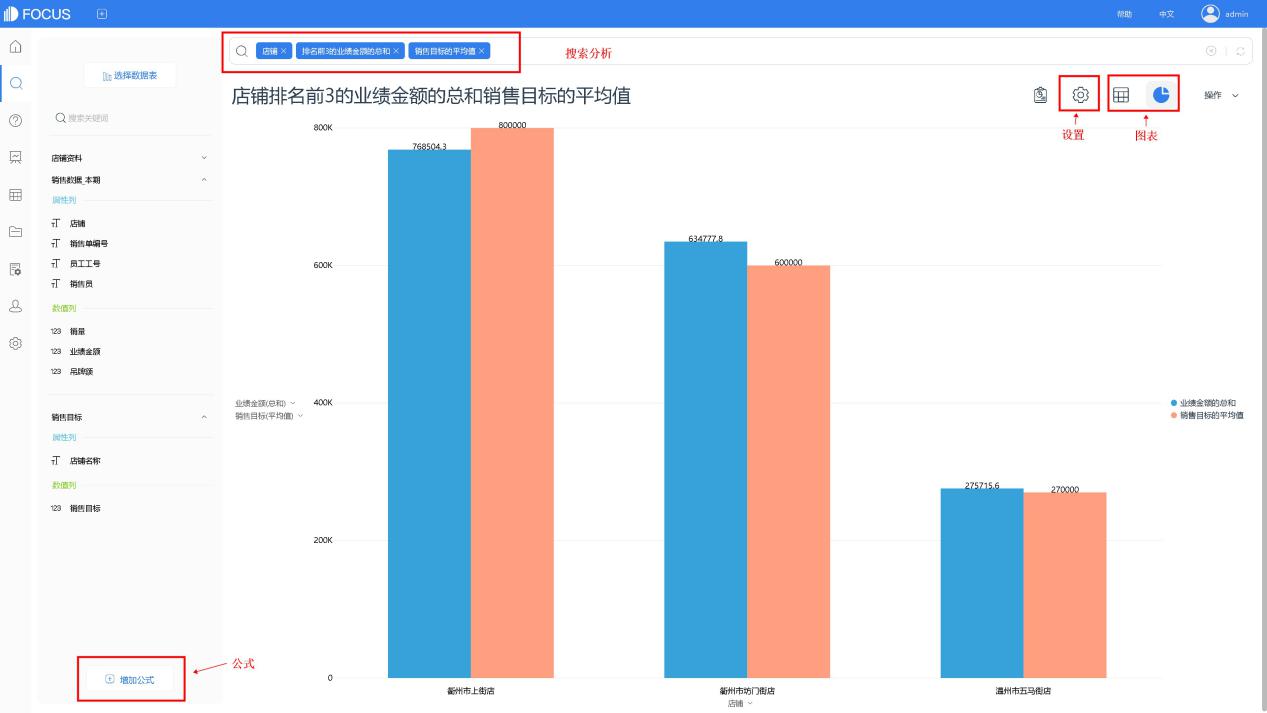 FOCUS
帮助
中文
admin
选择数据表
搜索关键词
店铺资料
销售数据_本期
属性列
店铺
销售单编号
员工工号
销售员
数值列
销量
业绩金额
吊牌额
销售目标
属性列
店铺名称
数值列
销售目标
增加公式
公式
店铺 ×
排名前3的业绩金额的总和 ×
销售目标的平均值 ×
搜索分析
店铺排名前3的业绩金额的总和销售目标的平均值
操作
设置
图表
800K
600K
400K
200K
0
业绩金额(总和)
销售目标(平均值)
768504.3
800000
634777.8
600000
275715.6
270000
业绩金额的总和
销售目标的平均值
衢州市上街店
衢州市坊门街店
温州市五马街店
店铺